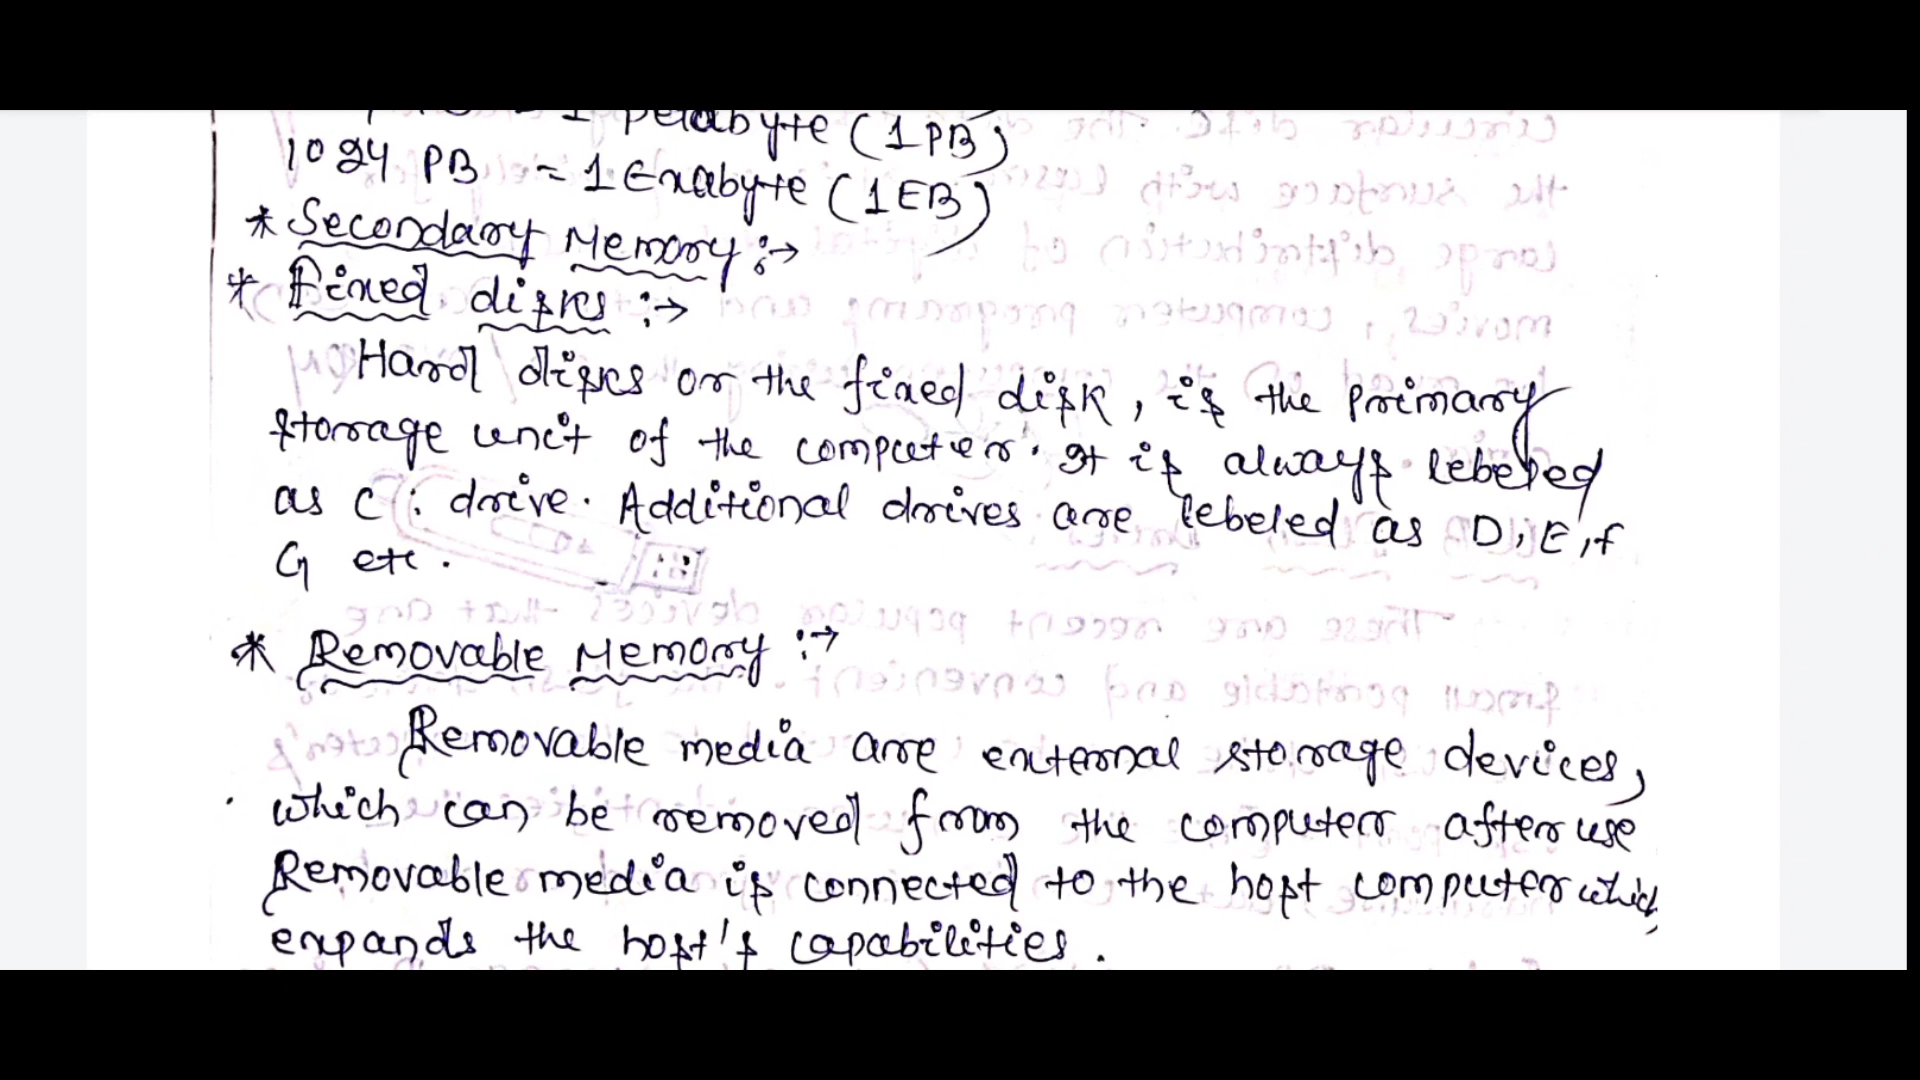 = 1 petabyte (1PB)
1024 PB = 1 Exabyte (1EB)
* Secondary Memory :→
* Fixed disks :→
Hard disks or the fixed disk, is the primary
storage unit of the computer. It is always lebeled
as C : drive. Additional drives are lebeled as D, E, f
G etc.
* Removable Memory :→
Removable media are external storage devices,
which can be removed from the computer after use
Removable media is connected to the host computer which
expands the host's capabilities.